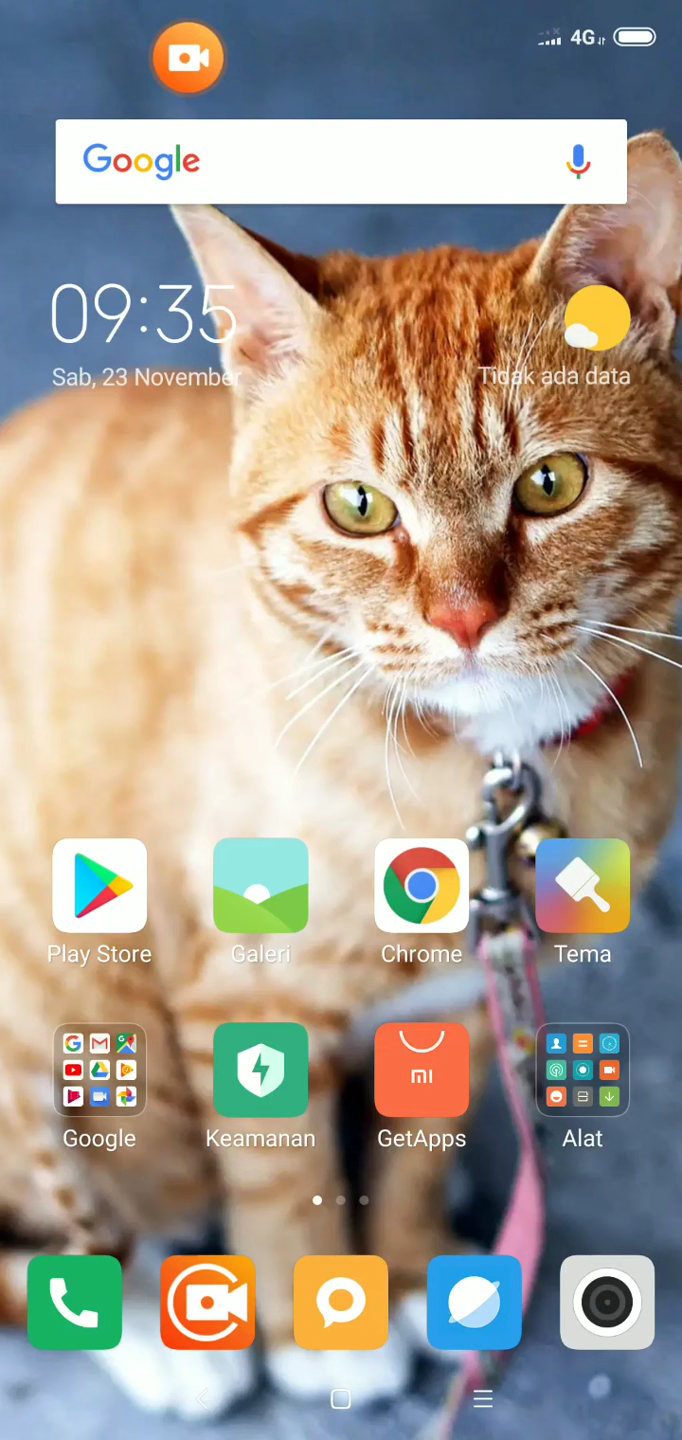 4G
Google
09:35
Sab, 23 November
Tidak ada data
Play Store
Galeri
Chrome
Tema
mi
Google
Keamanan
GetApps
Alat